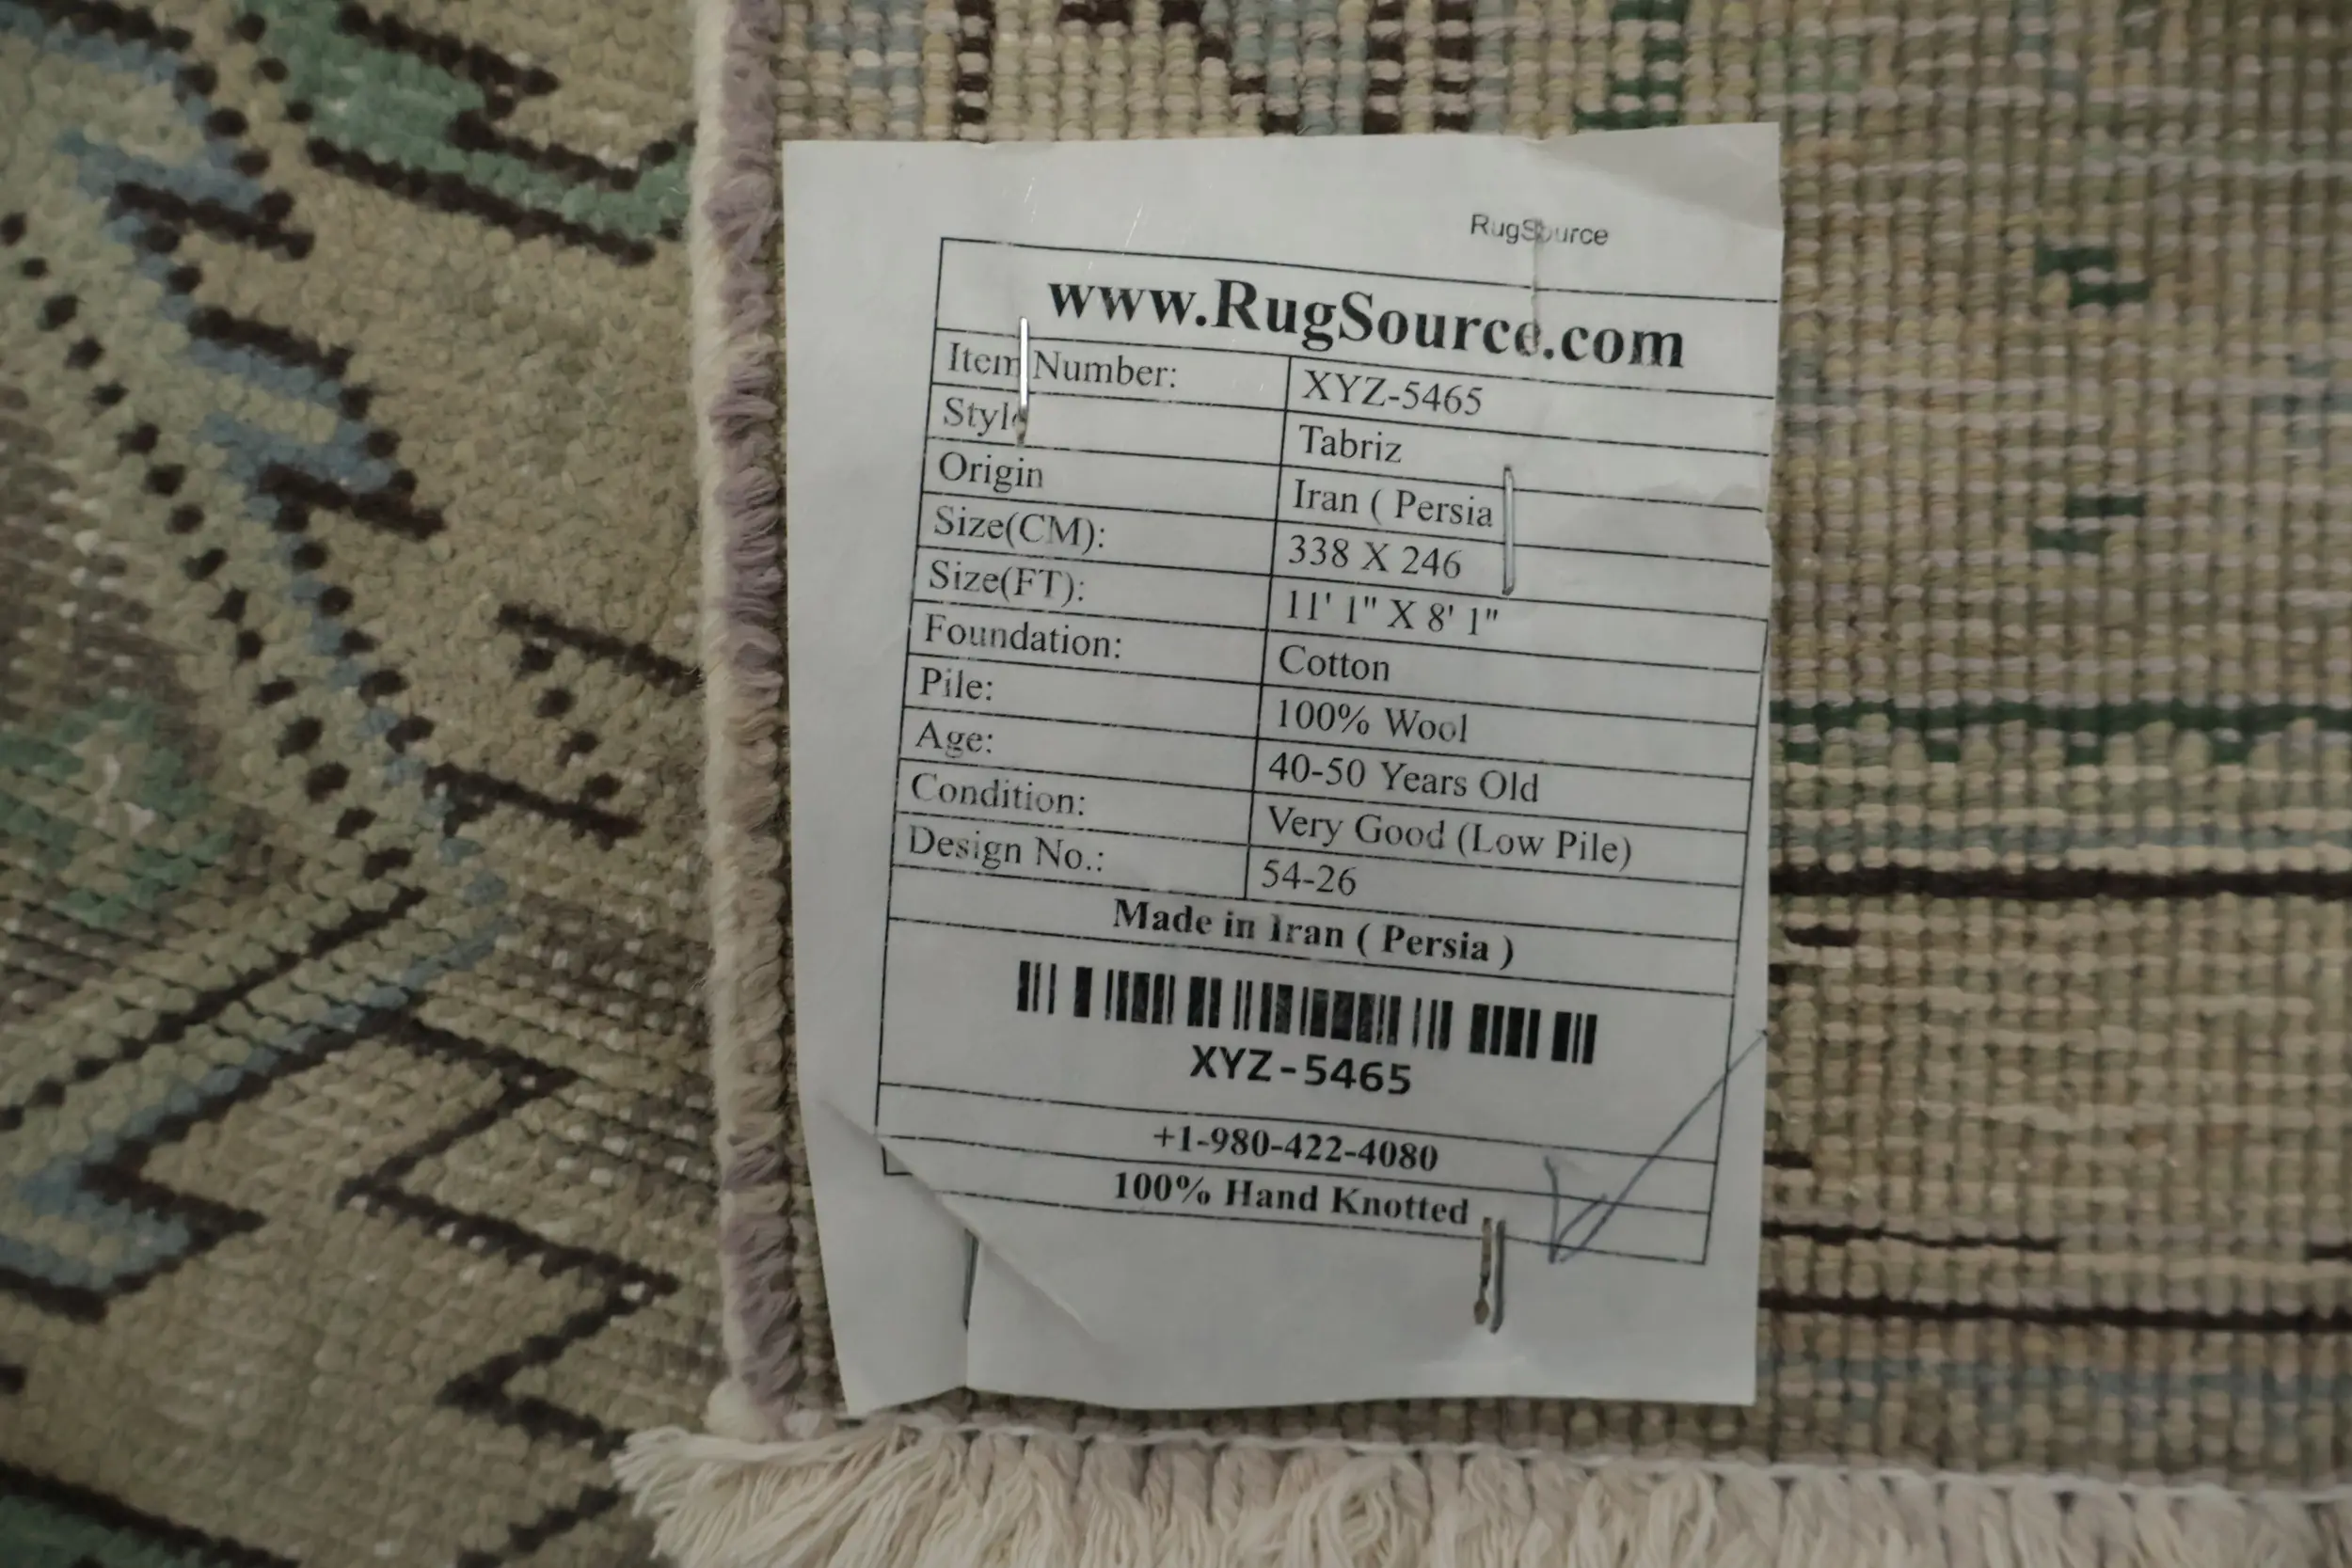 RugSource
www.RugSource.com
Item Number: XYZ-5465
Style Tabriz
Origin Iran ( Persia
Size(CM): 338 X 246
Size(FT): 11' 1" X 8' 1"
Foundation: Cotton
Pile: 100% Wool
Age: 40-50 Years Old
Condition: Very Good (Low Pile)
Design No.: 54-26
Made in Iran ( Persia )
XYZ-5465
+1-980-422-4080
100% Hand Knotted